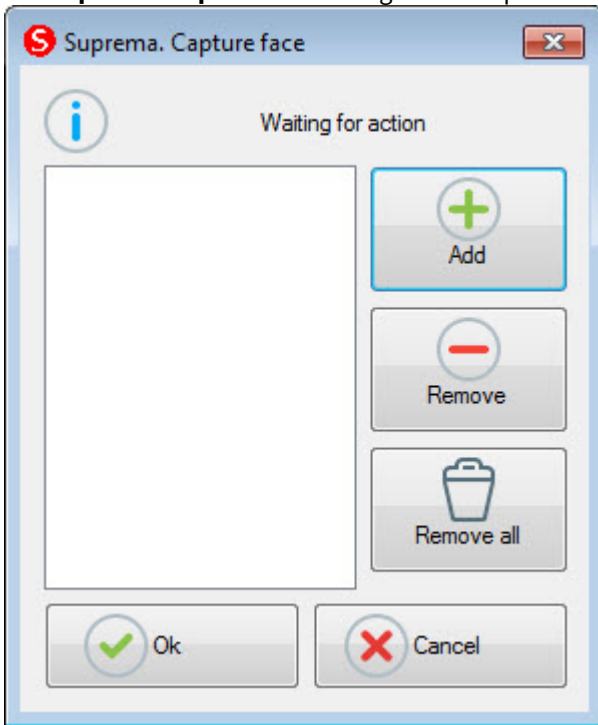 S Suprema. Capture face
Waiting for action
Add
Remove
Remove all
Ok
Cancel